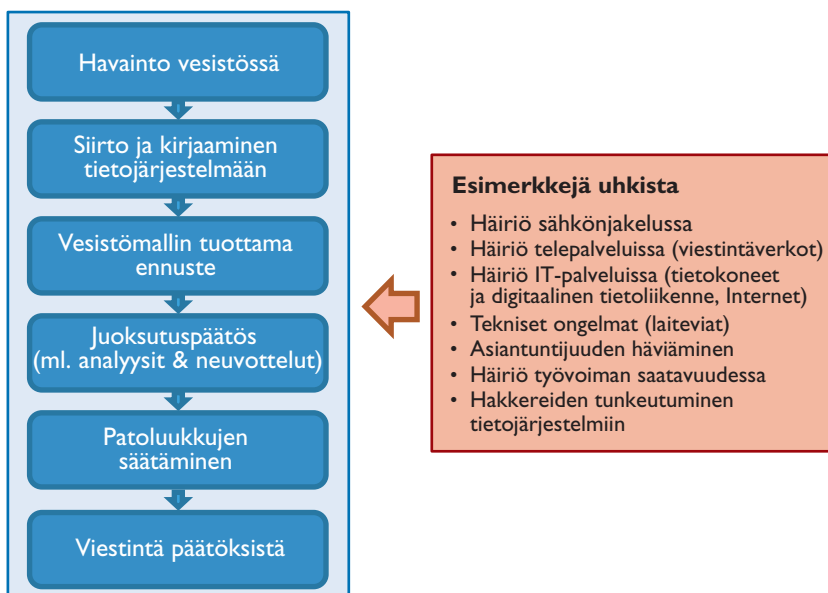 Havainto vesistössä
Siirto ja kirjaaminen
tietojärjestelmään
Vesistömallin tuottama
ennuste
Juoksutuspäätös
(ml. analyysit & neuvottelut)
Patoluukkujen
säätäminen
Viestintä päätöksistä
Esimerkkejä uhkista
• Häiriö sähkönjakelussa
• Häiriö telepalveluissa (viestintäverkot)
• Häiriö IT-palveluissa (tietokoneet
ja digitaalinen tietoliikenne, Internet)
• Tekniset ongelmat (laiteviat)
• Asiantuntijuuden häviäminen
• Häiriö työvoiman saatavuudessa
• Hakkereiden tunkeutuminen
tietojärjestelmiin